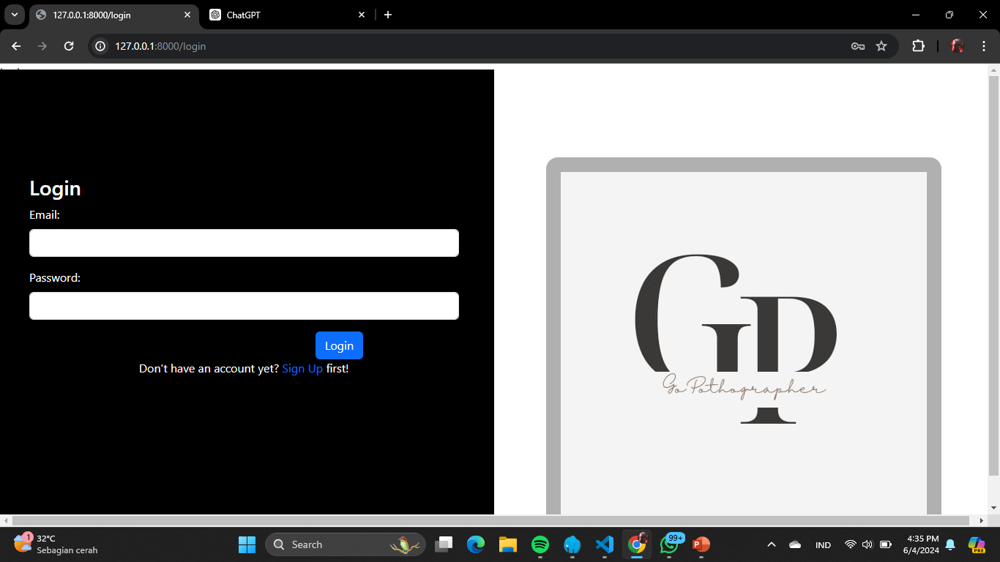 127.0.0.1:8000/login
ChatGPT
127.0.0.1:8000/login
Login
Email:
Password:
Login
Don't have an account yet? Sign Up first!
GP
Go Pothographer
1
32°C
Sebagian cerah
Search
99+
IND
4:35 PM
6/4/2024
PRE